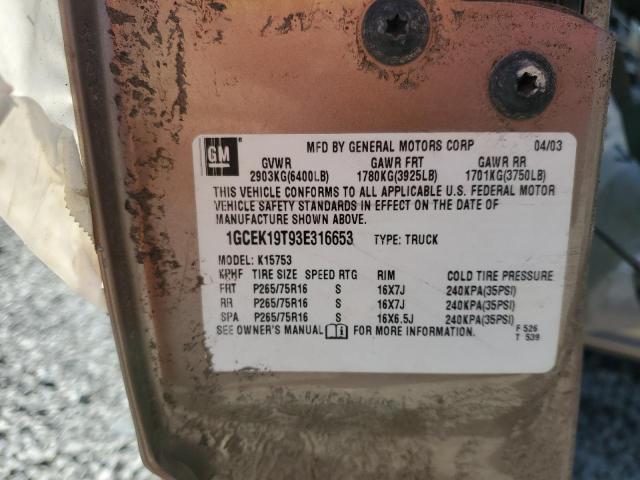 GM ® MFD BY GENERAL MOTORS CORP 04/03
GVWR GAWR FRT GAWR RR
2903KG(6400LB) 1780KG(3925LB) 1701KG(3750LB)
THIS VEHICLE CONFORMS TO ALL APPLICABLE U.S. FEDERAL MOTOR
VEHICLE SAFETY STANDARDS IN EFFECT ON THE DATE OF
MANUFACTURE SHOWN ABOVE.
1GCEK19T93E316653 TYPE: TRUCK
MODEL: K15753
TIRE SIZE SPEED RTG RIM COLD TIRE PRESSURE
FRT P265/75R16 S 16X7J 240KPA(35PSI)
RR P265/75R16 S 16X7J 240KPA(35PSI)
SPA P265/75R16 S 16X6.5J 240KPA(35PSI)
SEE OWNER'S MANUAL FOR MORE INFORMATION.
F 526
T 539